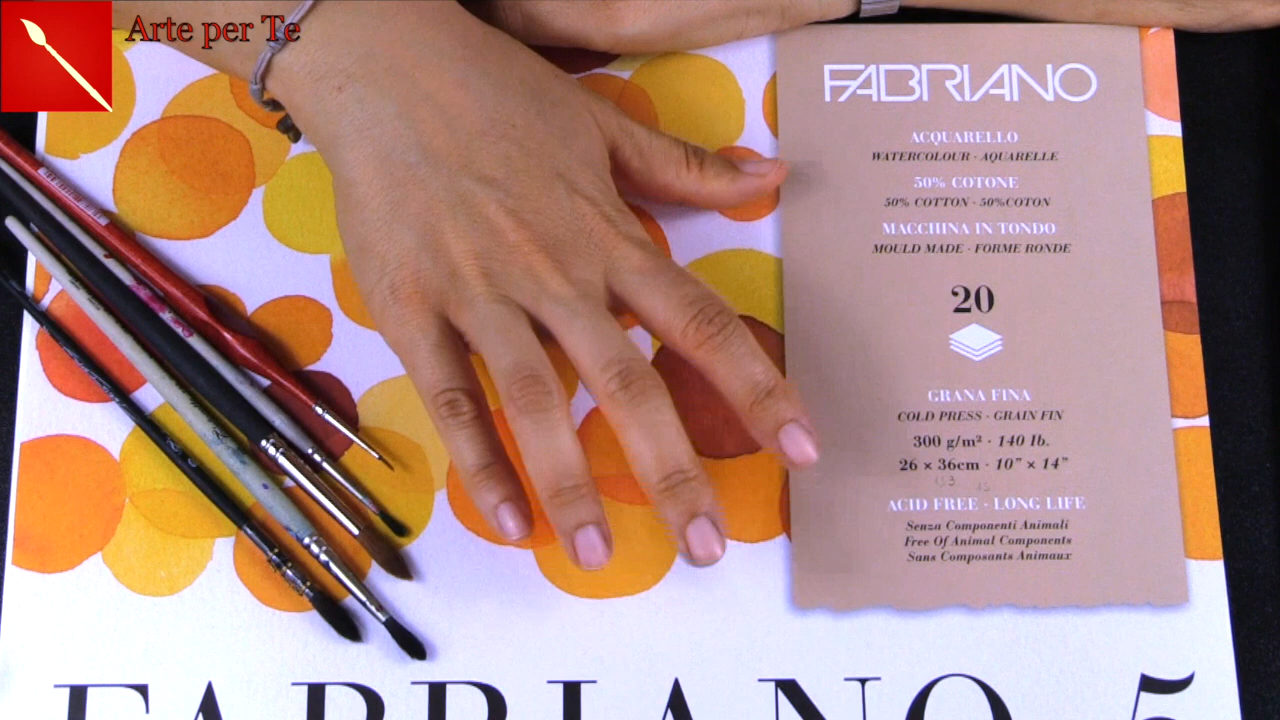 Arte per Te
FABRIANO
ACQUARELLO
WATERCOLOUR · AQUARELLE
50% COTONE
50% COTTON · 50%COTON
MACCHINA IN TONDO
MOULD MADE · FORME RONDE
20
GRANA FINA
COLD PRESS · GRAIN FIN
300 g/m² · 140 lb.
26 × 36cm · 10” × 14”
ACID FREE · LONG LIFE
Senza Componenti Animali
Free Of Animal Components
Sans Composants Animaux
FABRIANO 5